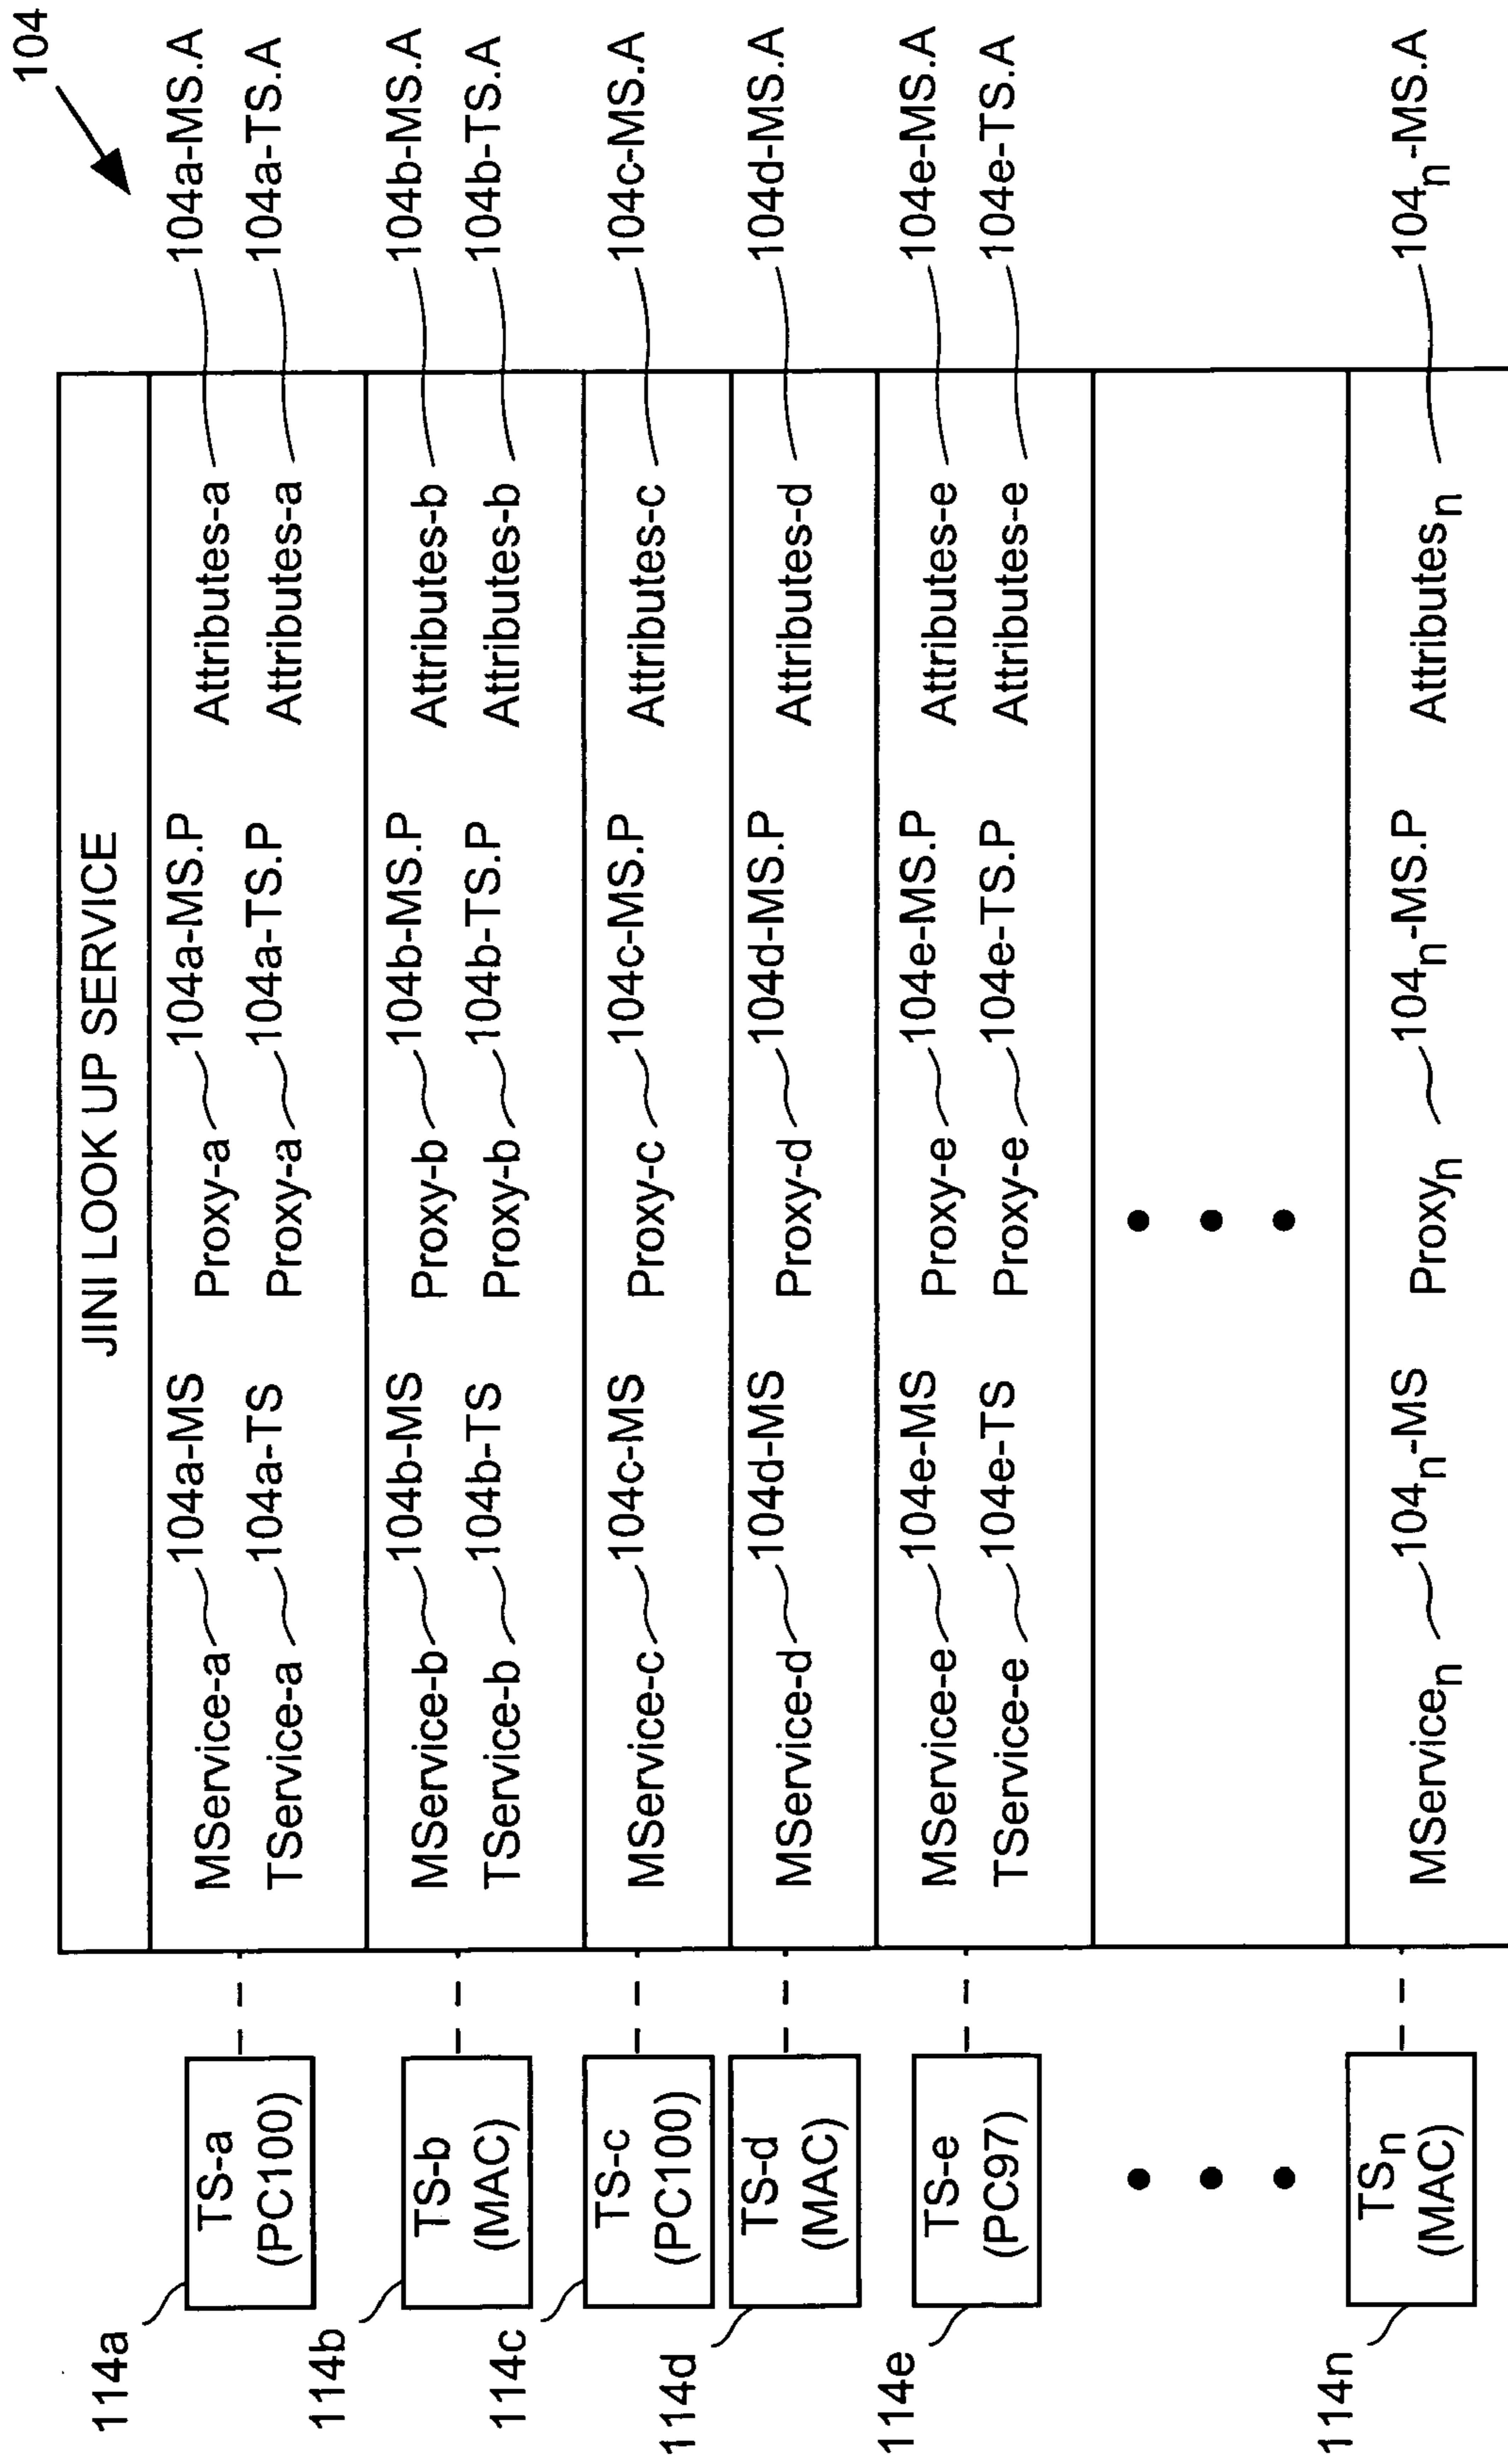 104
JINI LOOK UP SERVICE
114a
TS-a
(PC100)
MService-a 104a-MS Proxy-a 104a-MS.P Attributes-a 104a-MS.A
TService-a 104a-TS Proxy-a 104a-TS.P Attributes-a 104a-TS.A
114b
TS-b
(MAC)
MService-b 104b-MS Proxy-b 104b-MS.P Attributes-b 104b-MS.A
TService-b 104b-TS Proxy-b 104b-TS.P Attributes-b 104b-TS.A
114c
TS-c
(PC100)
MService-c 104c-MS Proxy-c 104c-MS.P Attributes-c 104c-MS.A
114d
TS-d
(MAC)
MService-d 104d-MS Proxy-d 104d-MS.P Attributes-d 104d-MS.A
114e
TS-e
(PC97)
MService-e 104e-MS Proxy-e 104e-MS.P Attributes-e 104e-MS.A
TService-e 104e-TS Proxy-e 104e-TS.P Attributes-e 104e-TS.A
114n
TSn
(MAC)
MServicen 104n-MS Proxyn 104n-MS.P Attributesn 104n-MS.A